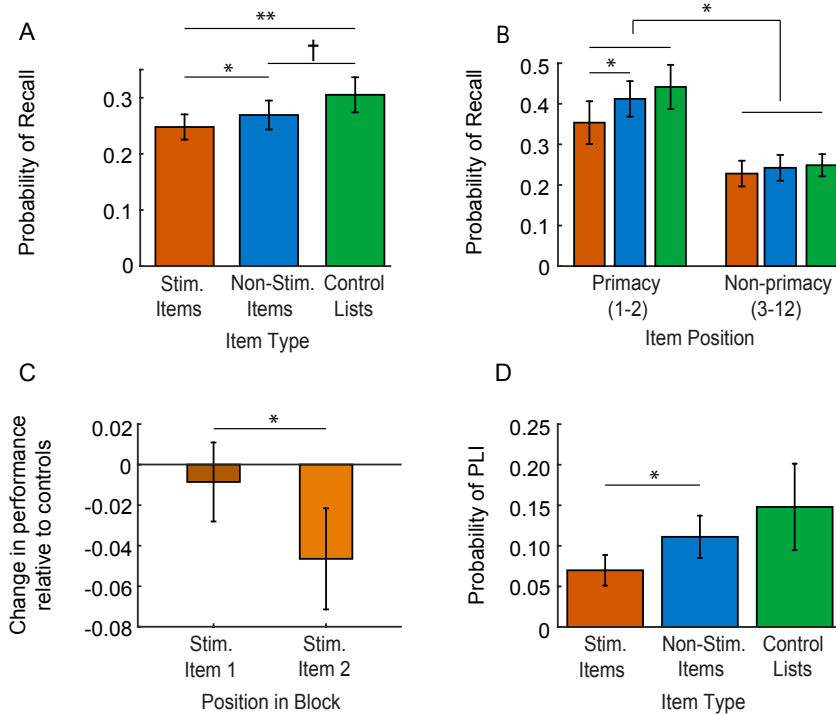 A
**
*
†
Probability of Recall
0.3
0.2
0.1
0
Stim.
Items
Non-Stim.
Items
Control
Lists
Item Type
B
*
*
Probability of Recall
0.5
0.4
0.3
0.2
0.1
0
Primacy
(1-2)
Non-primacy
(3-12)
Item Position
C
*
Change in performance
relative to controls
0.02
0
-0.02
-0.04
-0.06
-0.08
Stim.
Item 1
Stim.
Item 2
Position in Block
D
*
Probability of PLI
0.25
0.20
0.15
0.10
0.05
0
Stim.
Items
Non-Stim.
Items
Control
Lists
Item Type